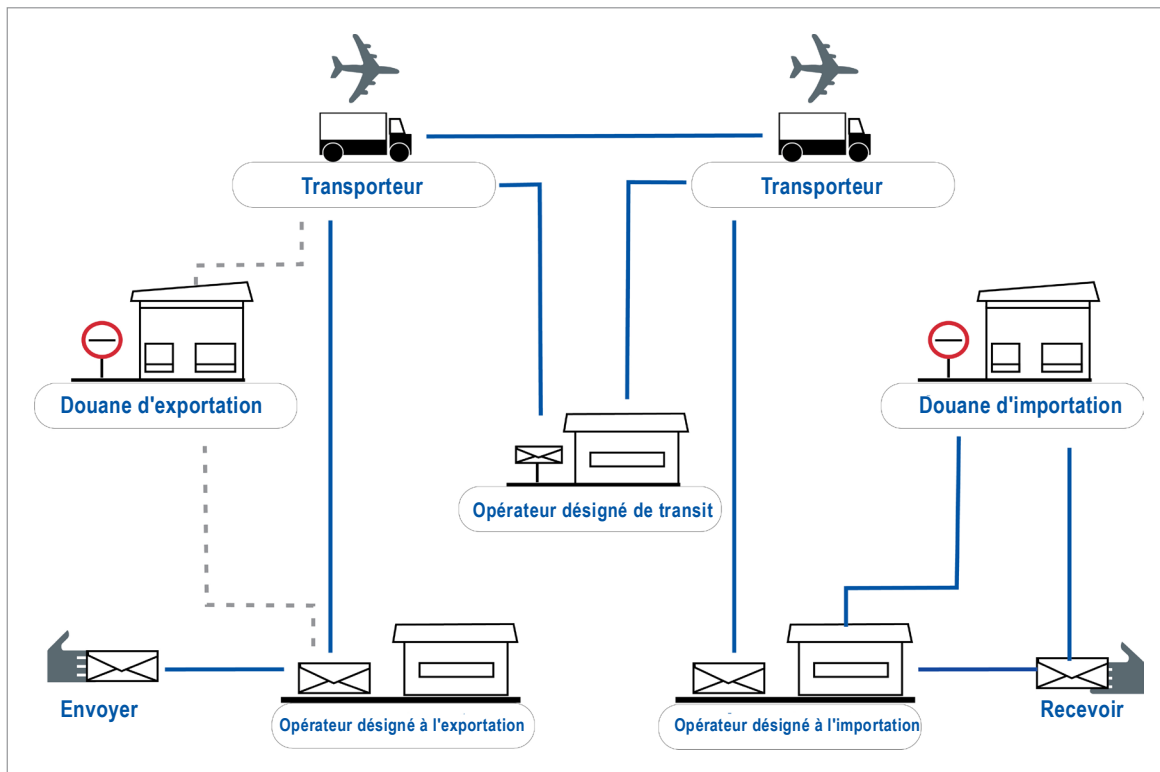 Transporteur
Transporteur
Douane d'exportation
Douane d'importation
Opérateur désigné de transit
Envoyer
Opérateur désigné à l'exportation
Opérateur désigné à l'importation
Recevoir